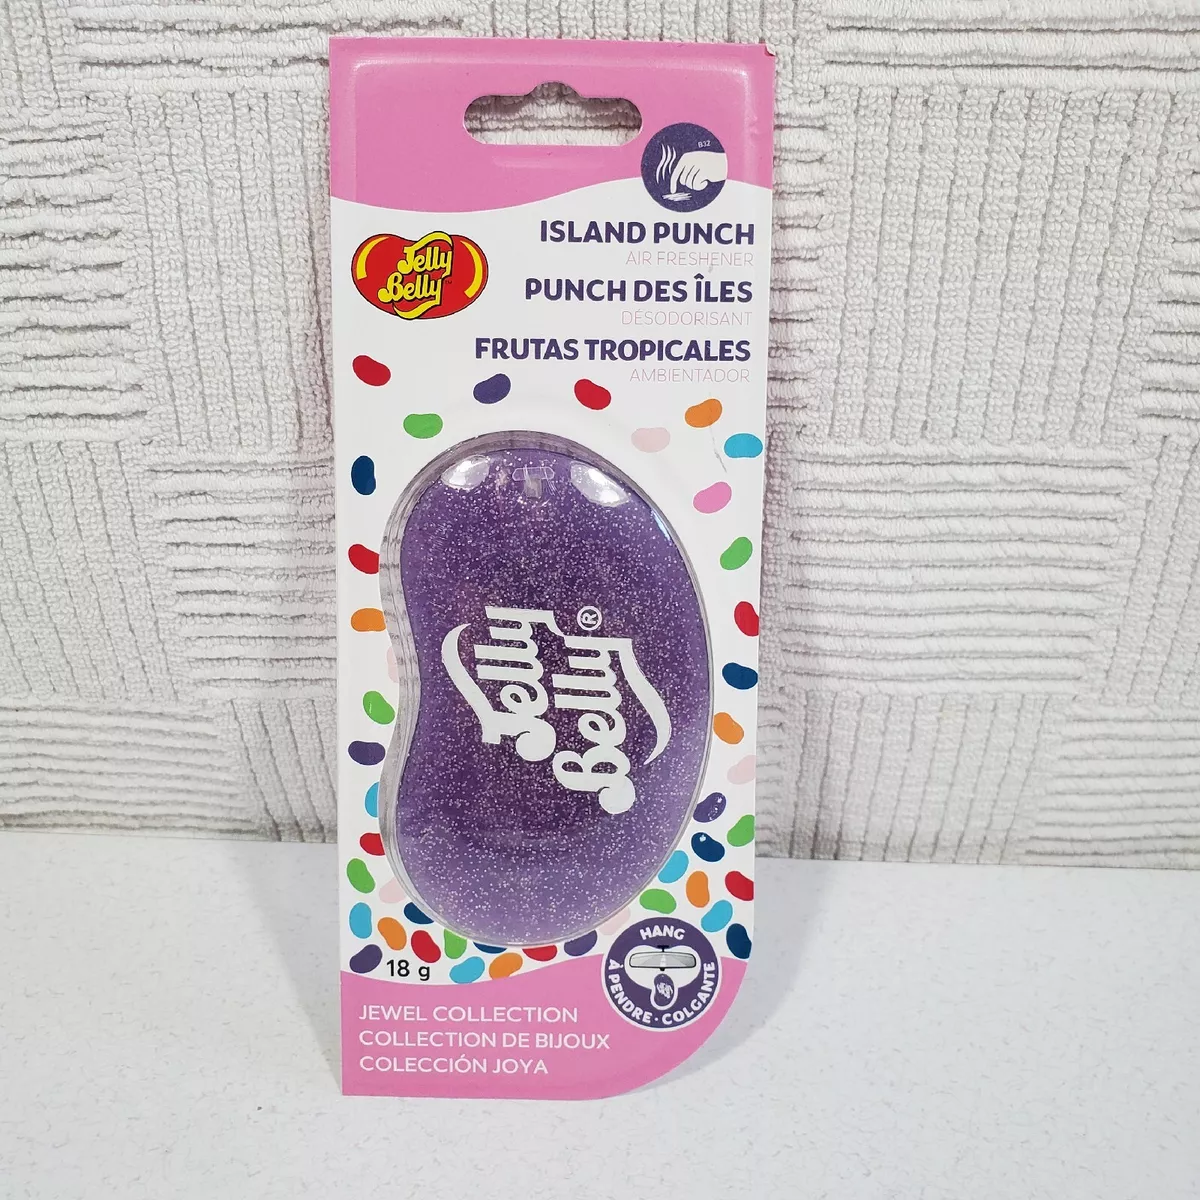 B32
ISLAND PUNCH
AIR FRESHENER
Jelly
Belly
PUNCH DES ÎLES
DÉSODORISANT
FRUTAS TROPICALES
AMBIENTADOR
Jelly
Belly®
HANG
À PENDRE · COLGANTE
18 g
JEWEL COLLECTION
COLLECTION DE BIJOUX
COLECCIÓN JOYA